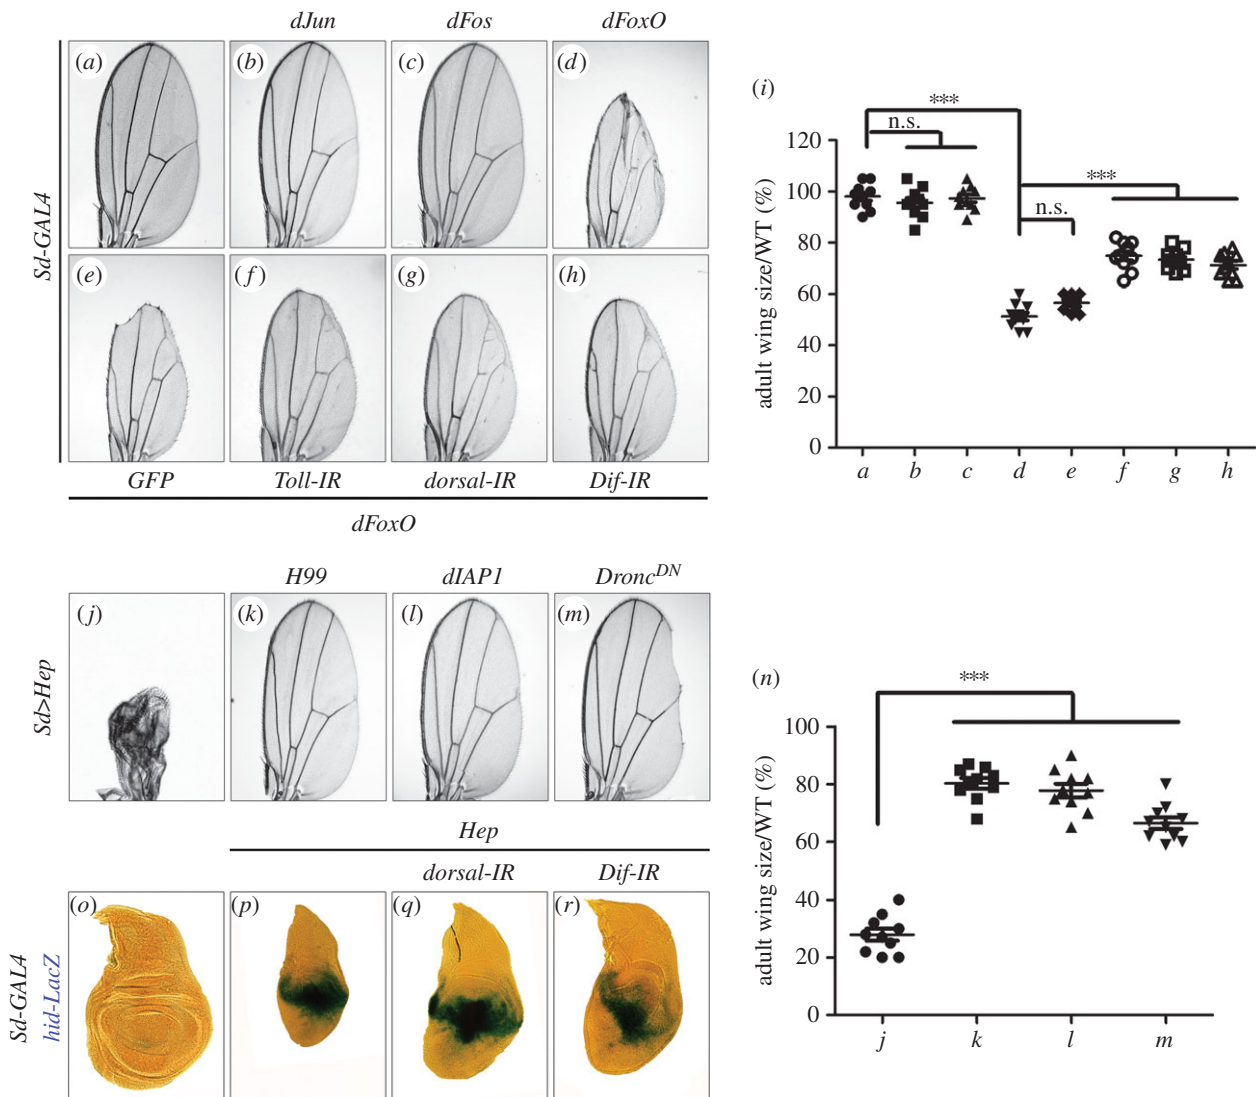 dJun dFos dFoxO
(a) (b) (c) (d)
Sd-GAL4
(e) (f) (g) (h)
GFP Toll-IR dorsal-IR Dif-IR
dFoxO
(i)
***
n.s.
***
n.s.
adult wing size/WT (%)
120
100
80
60
40
20
0
a b c d e f g h
H99 dIAP1 Dronc^DN
(j) (k) (l) (m)
Sd>Hep
(n)
***
adult wing size/WT (%)
100
80
60
40
20
0
j k l m
Hep
dorsal-IR Dif-IR
(o) (p) (q) (r)
Sd-GAL4
hid-LacZ